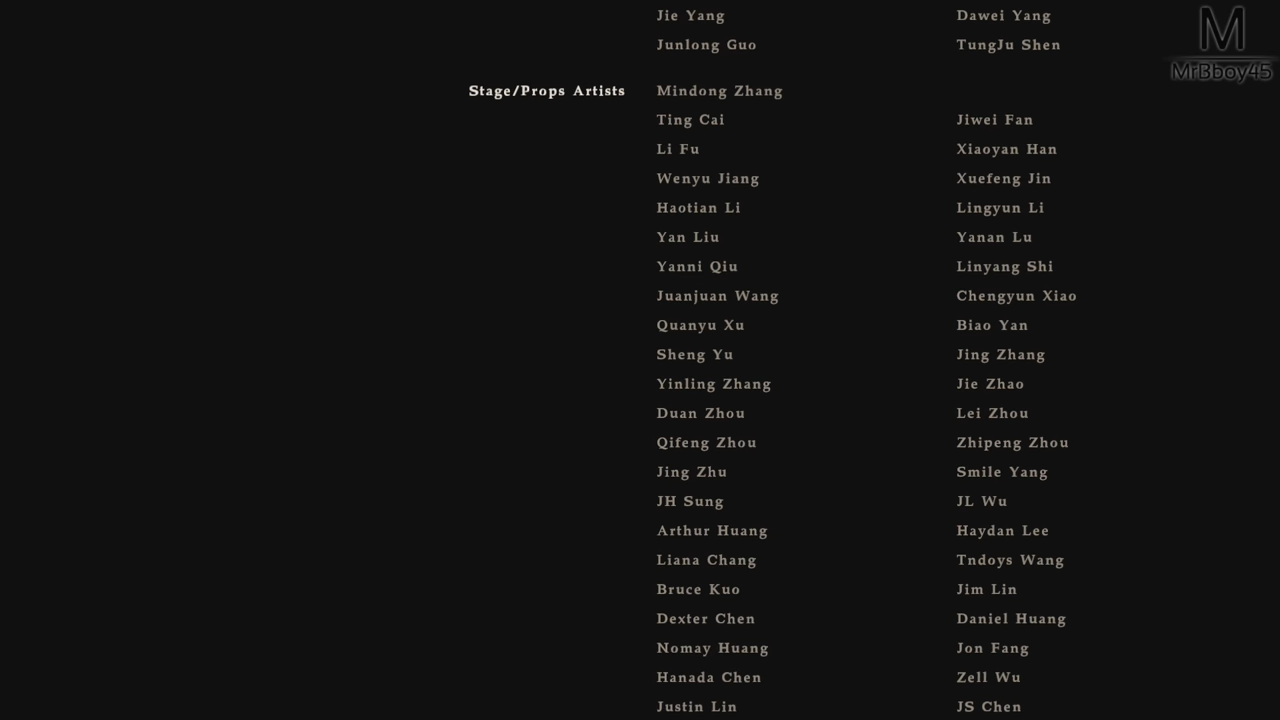 Jie Yang Dawei Yang
Junlong Guo TungJu Shen
M
MrBboy45
Stage/Props Artists Mindong Zhang
Ting Cai Jiwei Fan
Li Fu Xiaoyan Han
Wenyu Jiang Xuefeng Jin
Haotian Li Lingyun Li
Yan Liu Yanan Lu
Yanni Qiu Linyang Shi
Juanjuan Wang Chengyun Xiao
Quanyu Xu Biao Yan
Sheng Yu Jing Zhang
Yinling Zhang Jie Zhao
Duan Zhou Lei Zhou
Qifeng Zhou Zhipeng Zhou
Jing Zhu Smile Yang
JH Sung JL Wu
Arthur Huang Haydan Lee
Liana Chang Tndoys Wang
Bruce Kuo Jim Lin
Dexter Chen Daniel Huang
Nomay Huang Jon Fang
Hanada Chen Zell Wu
Justin Lin JS Chen